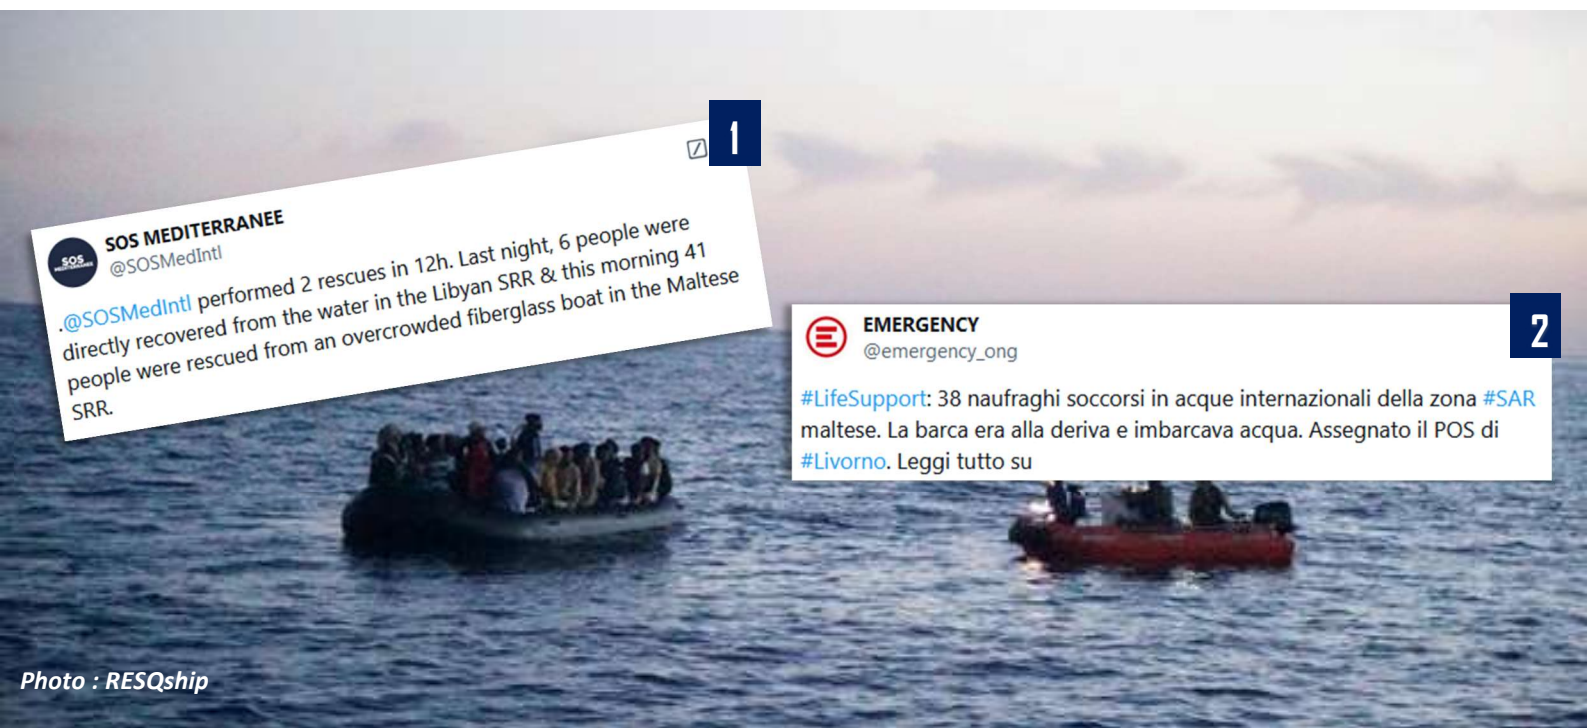 1
SOS MEDITERRANEE
@SOSMedIntl
.@SOSMedIntl performed 2 rescues in 12h. Last night, 6 people were
directly recovered from the water in the Libyan SRR & this morning 41
people were rescued from an overcrowded fiberglass boat in the Maltese
SRR.
SOS
MEDITERRANEE
2
EMERGENCY
@emergency_ong
#LifeSupport: 38 naufraghi soccorsi in acque internazionali della zona #SAR
maltese. La barca era alla deriva e imbarcava acqua. Assegnato il POS di
#Livorno. Leggi tutto su
Photo : RESQship